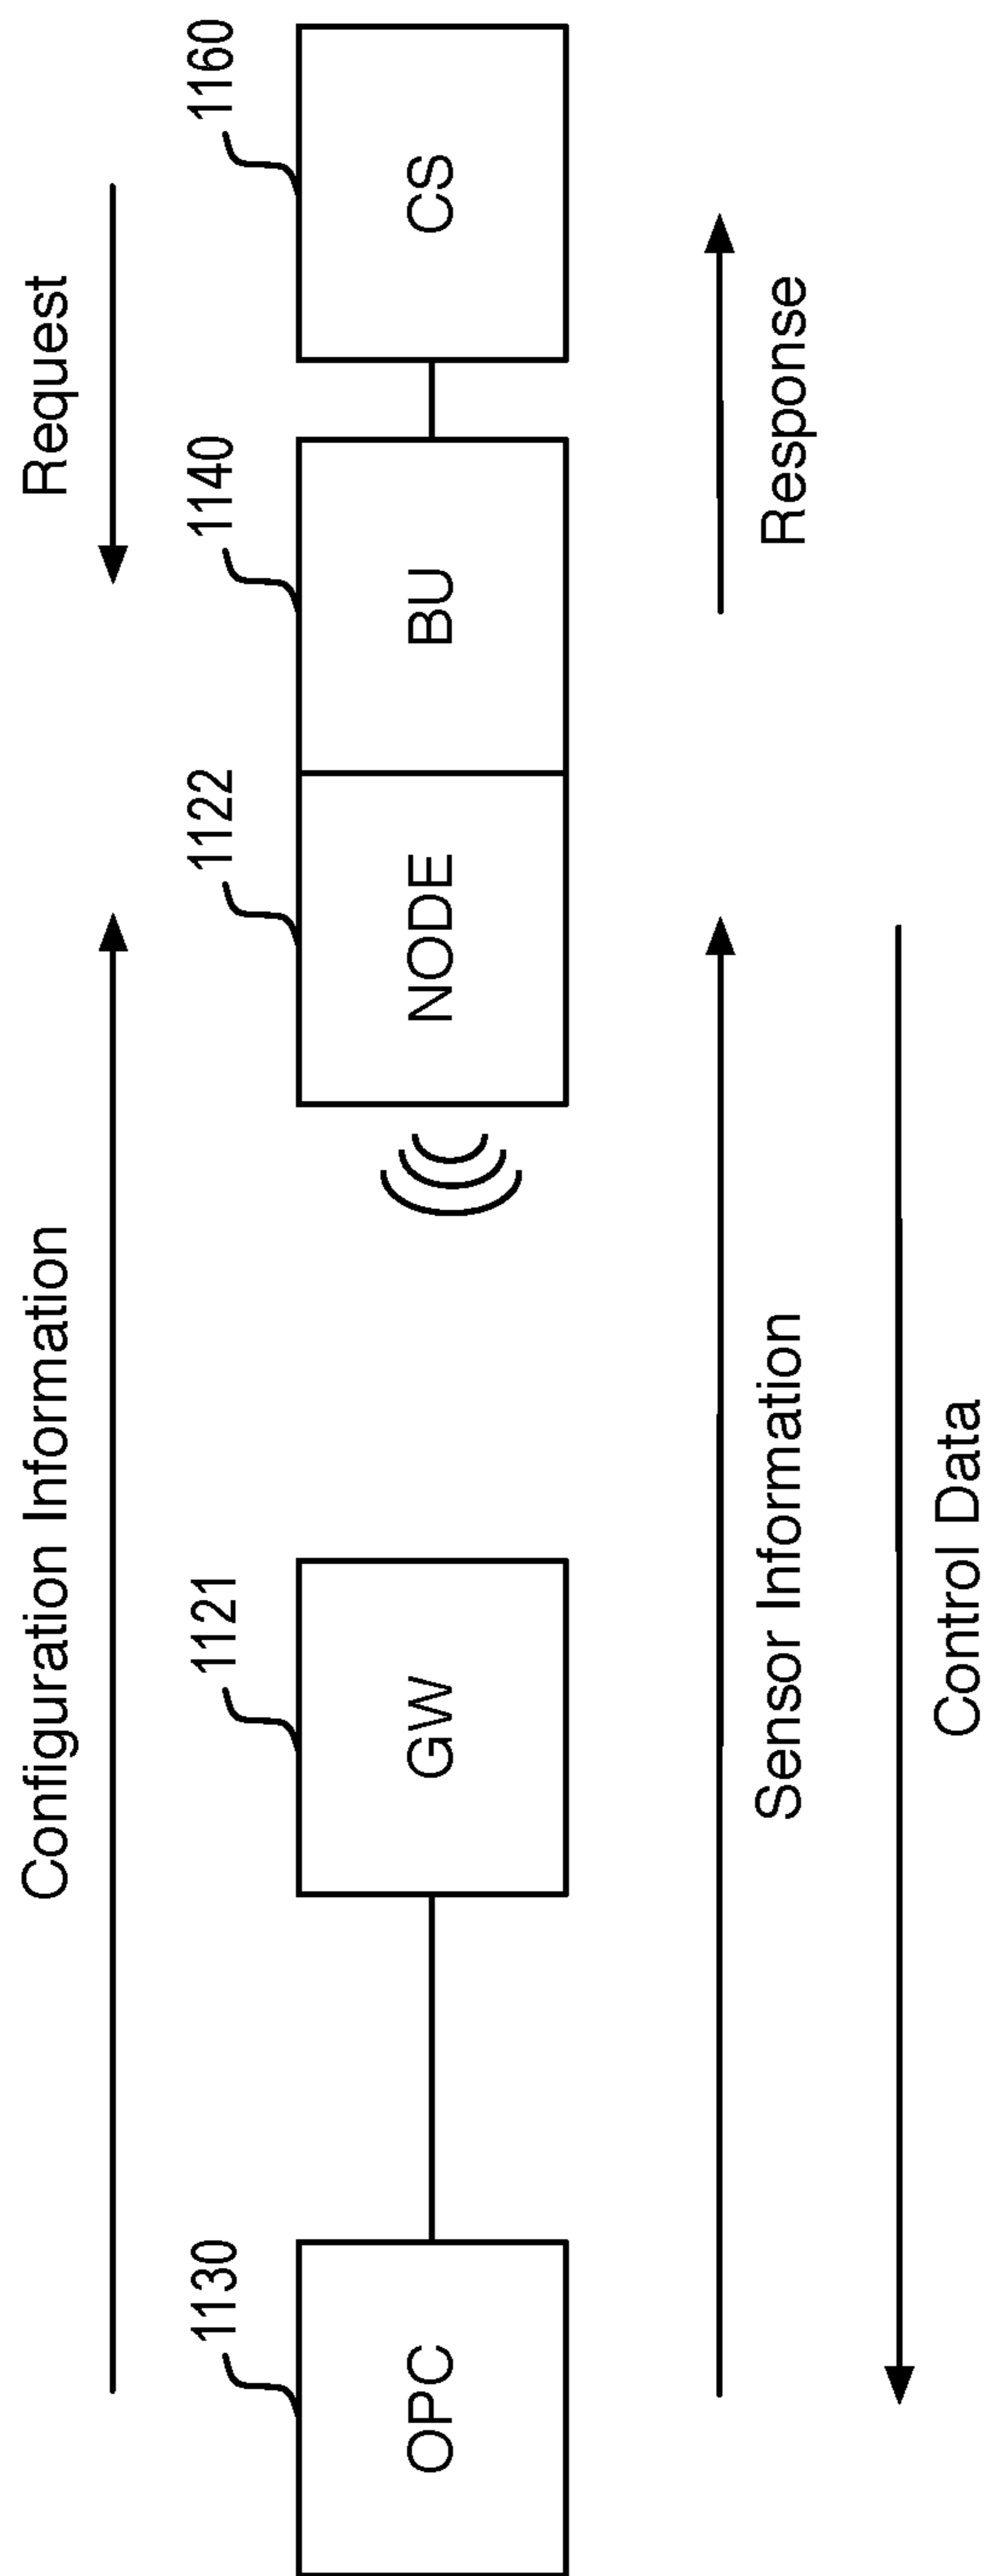 Configuration Information
Request
1130
1121
1122
1140
1160
OPC
GW
NODE
BU
CS
Sensor Information
Response
Control Data